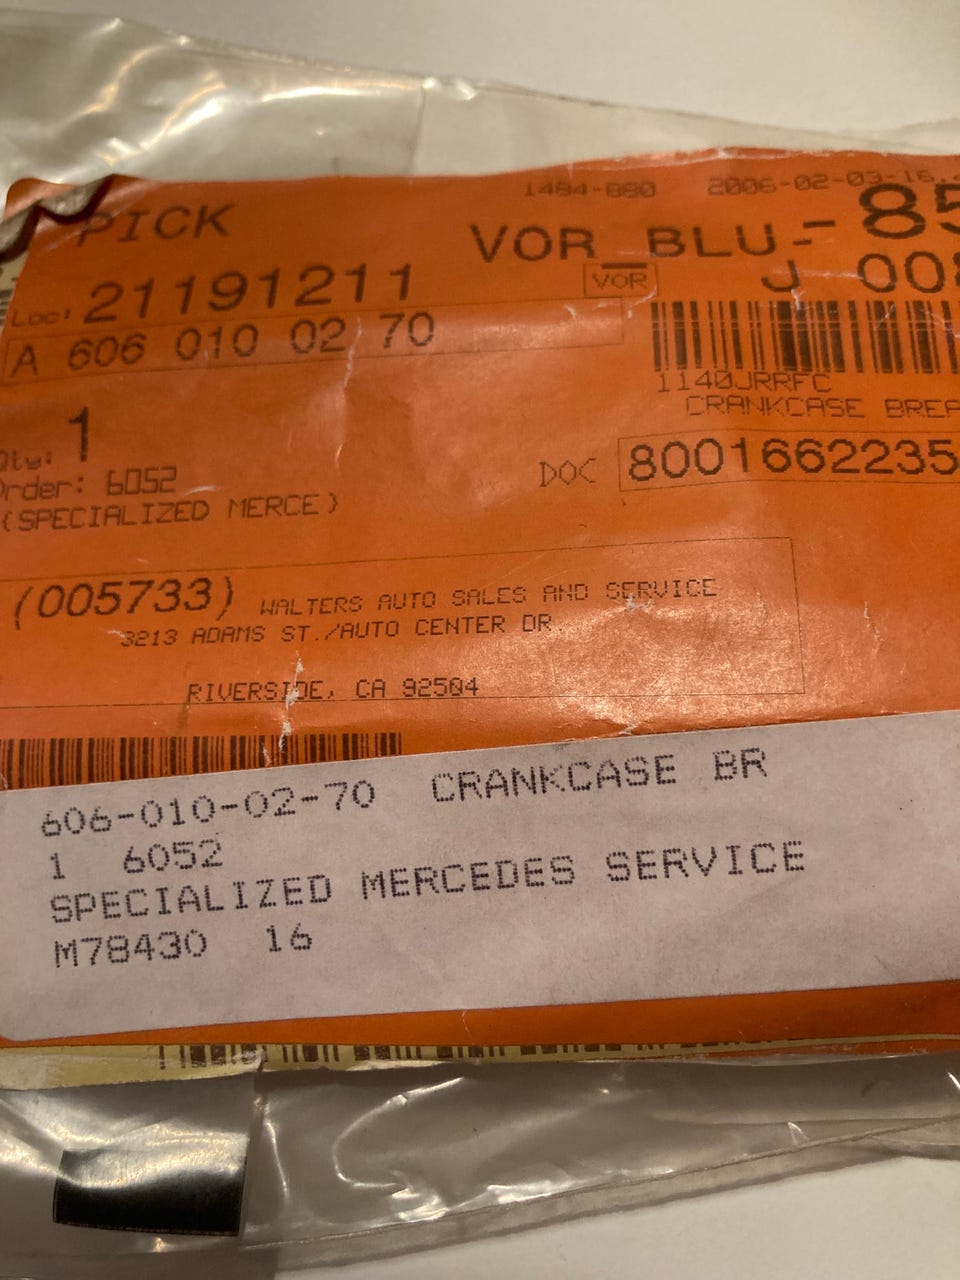 1484-880 2006-02-03-16.
PICK
VOR_BLU - 85
Loc: 21191211
VOR
J 008
A 606 010 02 70
1140JRRFC
CRANKCASE BREA
Qty: 1
DOC 8001662235
Order: 6052
(SPECIALIZED MERCE)
(005733) WALTERS AUTO SALES AND SERVICE
3213 ADAMS ST./AUTO CENTER DR.
RIVERSIDE, CA 92504
606-010-02-70 CRANKCASE BR
1 6052
SPECIALIZED MERCEDES SERVICE
M78430 16